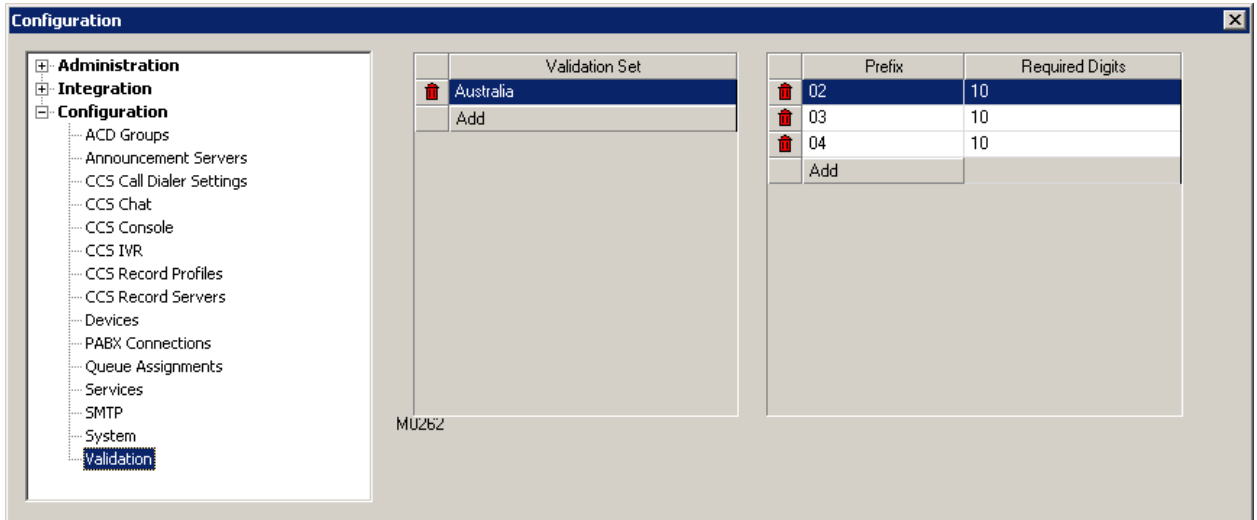 Configuration
Administration
Integration
Configuration
ACD Groups
Announcement Servers
CCS Call Dialer Settings
CCS Chat
CCS Console
CCS IVR
CCS Record Profiles
CCS Record Servers
Devices
PABX Connections
Queue Assignments
Services
SMTP
System
Validation
Validation Set
Australia
Add
Prefix Required Digits
02 10
03 10
04 10
Add
M0262